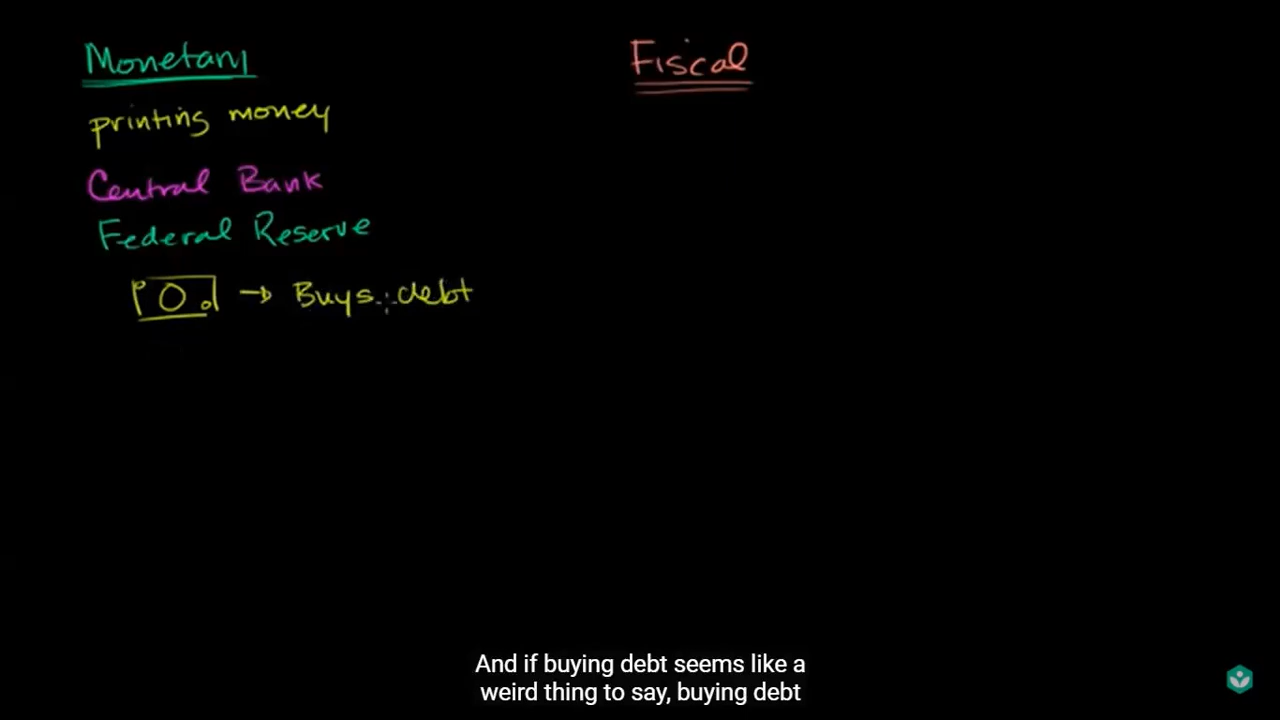 Monetary
Fiscal
printing money
Central Bank
Federal Reserve
→ Buys debt
And if buying debt seems like a
weird thing to say, buying debt